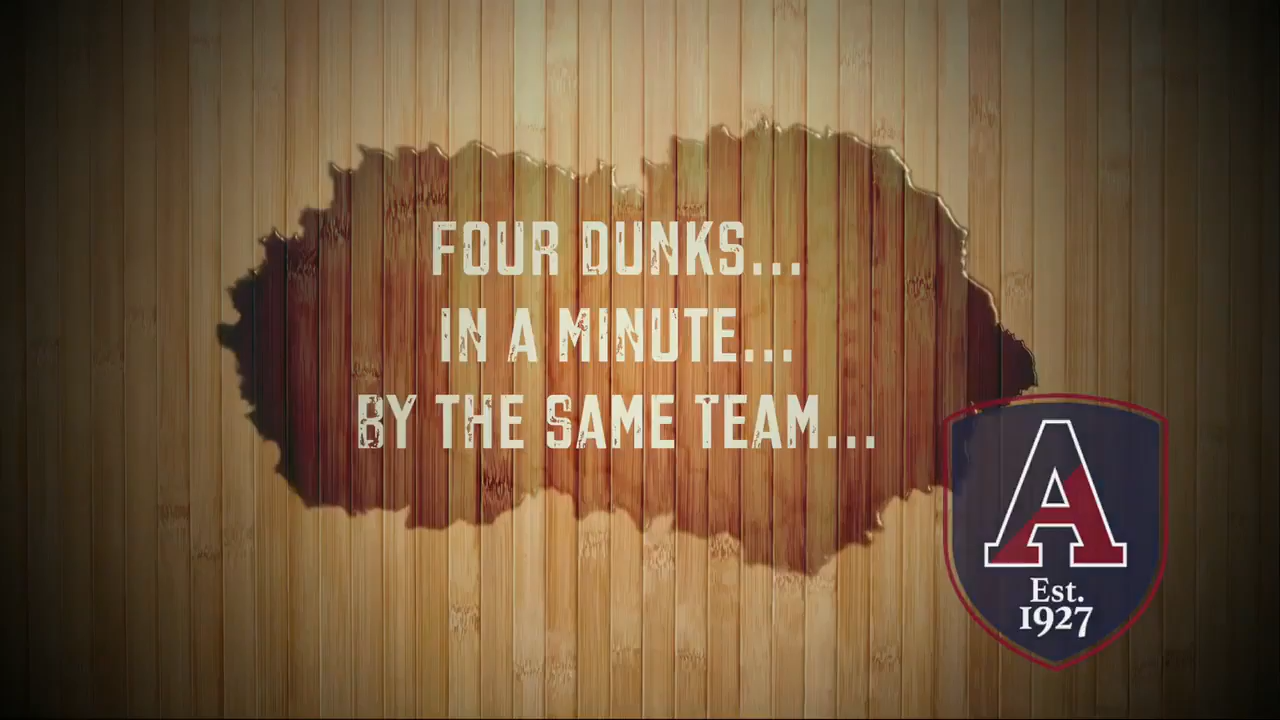 FOUR DUNKS...
IN A MINUTE...
BY THE SAME TEAM...
A
Est.
1927